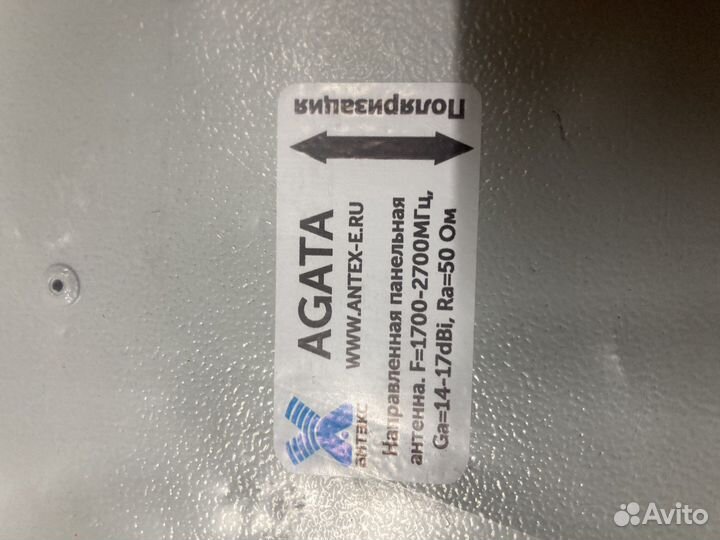 антекс
AGATA
WWW.ANTEX-E.RU
Направленная панельная
антенна. F=1700-2700МГц,
Ga=14-17dBi, Ra=50 Ом
Поляризация
Avito